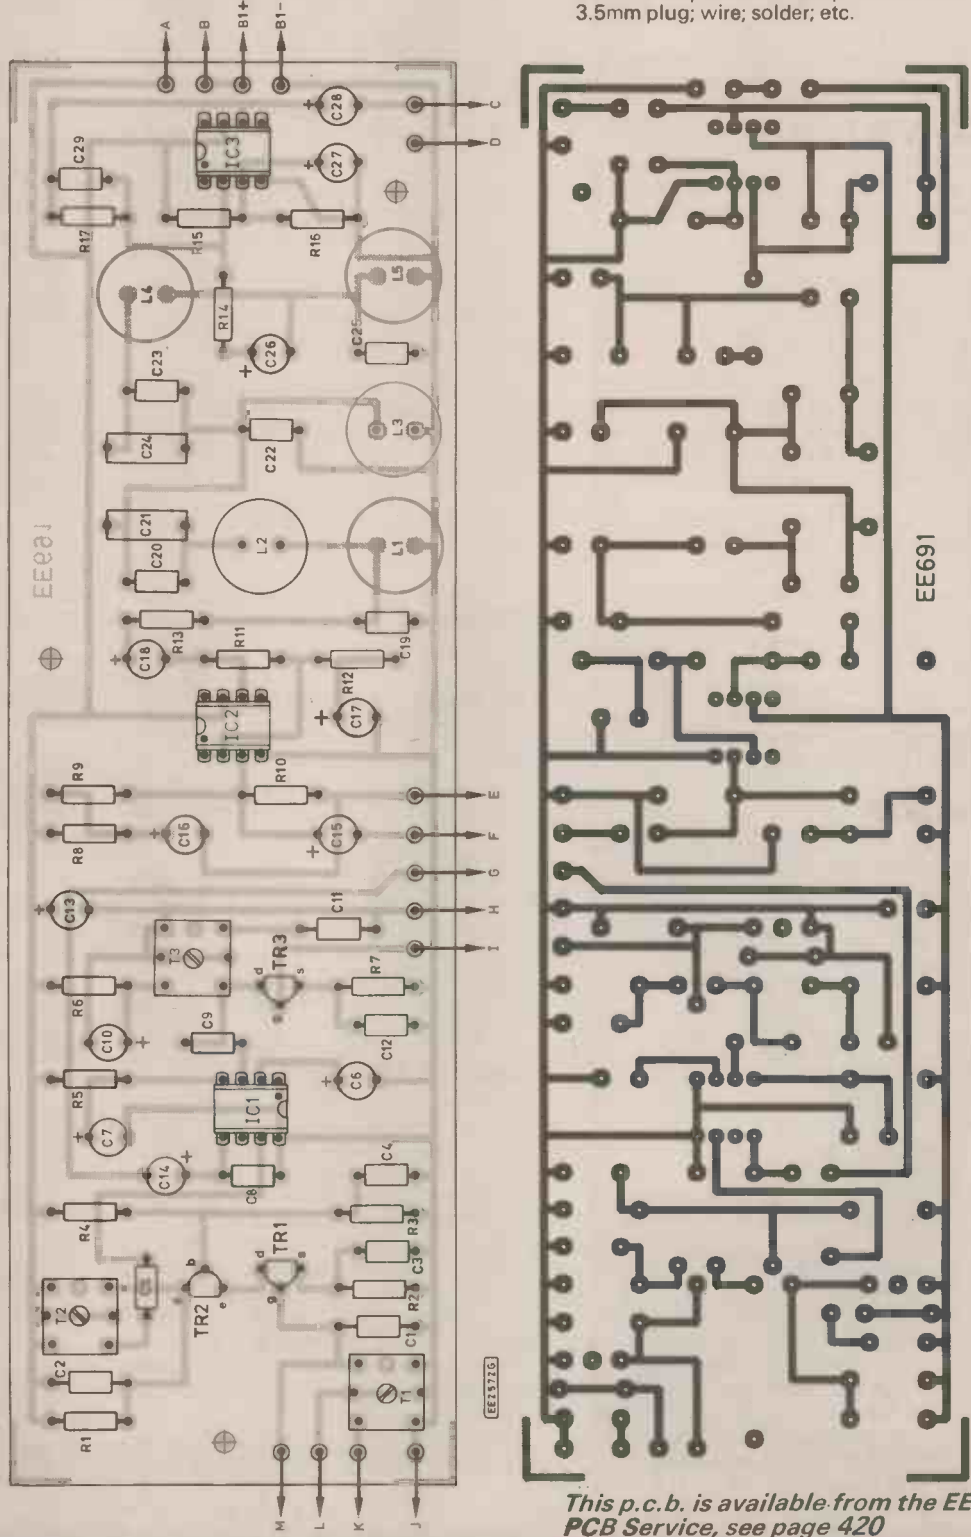 3.5mm plug; wire; solder; etc.
A
B
B1+
B1-
C
D
C28
C27
IC3
C29
R17
R15
R16
L4
L5
R14
C26
C25
C23
C24
C22
L3
C21
C20
L2
L1
EE691
R13
C18
R11
R12
C19
IC2
C17
R9
R8
R10
C16
C15
E
F
G
H
I
C13
T3
C11
TR3
d
s
R6
R7
C10
C9
C12
R5
IC1
C6
C7
C14
C8
C4
R4
R3
TR1
d
g
s
C3
b
e
TR2
T2
R2
C1
C2
T1
R1
M
L
K
J
EE2572G
EE691
This p.c.b. is available from the EE
PCB Service, see page 420